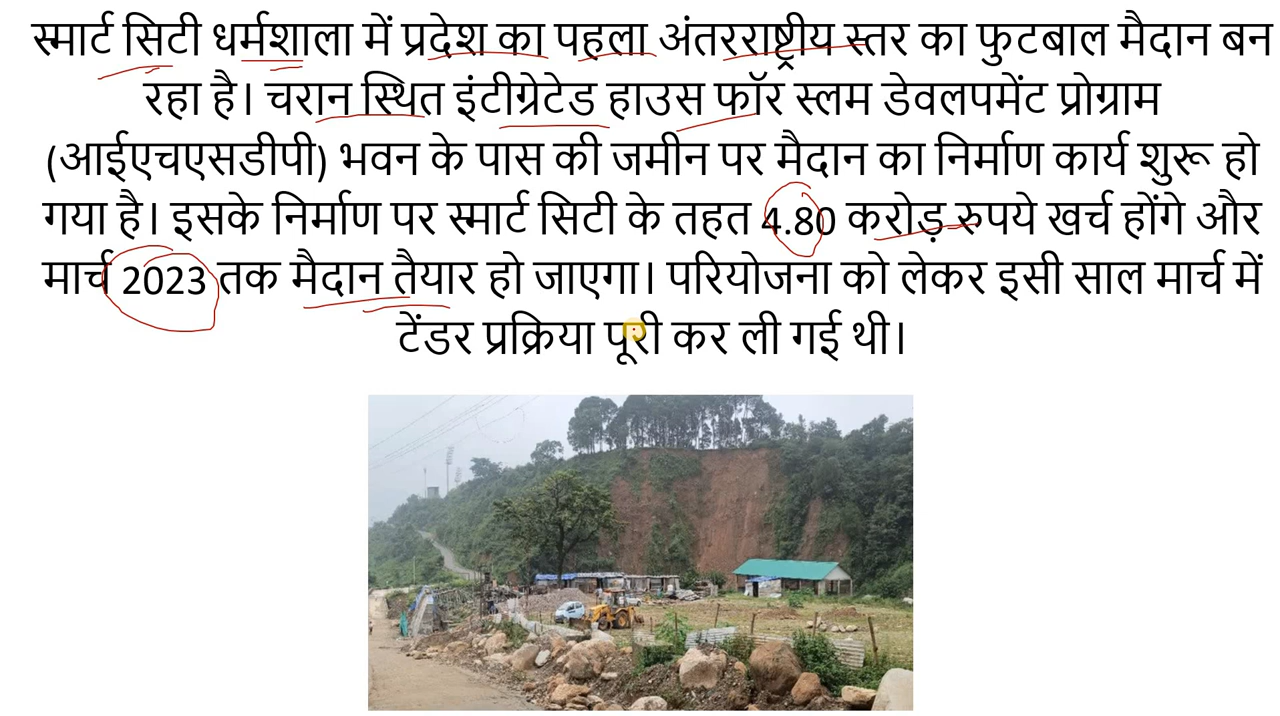 स्मार्ट सिटी धर्मशाला में प्रदेश का पहला अंतरराष्ट्रीय स्तर का फुटबाल मैदान बन
रहा है। चरान स्थित इंटीग्रेटेड हाउस फॉर स्लम डेवलपमेंट प्रोग्राम
(आईएचएसडीपी) भवन के पास की जमीन पर मैदान का निर्माण कार्य शुरू हो
गया है। इसके निर्माण पर स्मार्ट सिटी के तहत 4.80 करोड़ रुपये खर्च होंगे और
मार्च 2023 तक मैदान तैयार हो जाएगा। परियोजना को लेकर इसी साल मार्च में
टेंडर प्रक्रिया पूरी कर ली गई थी।